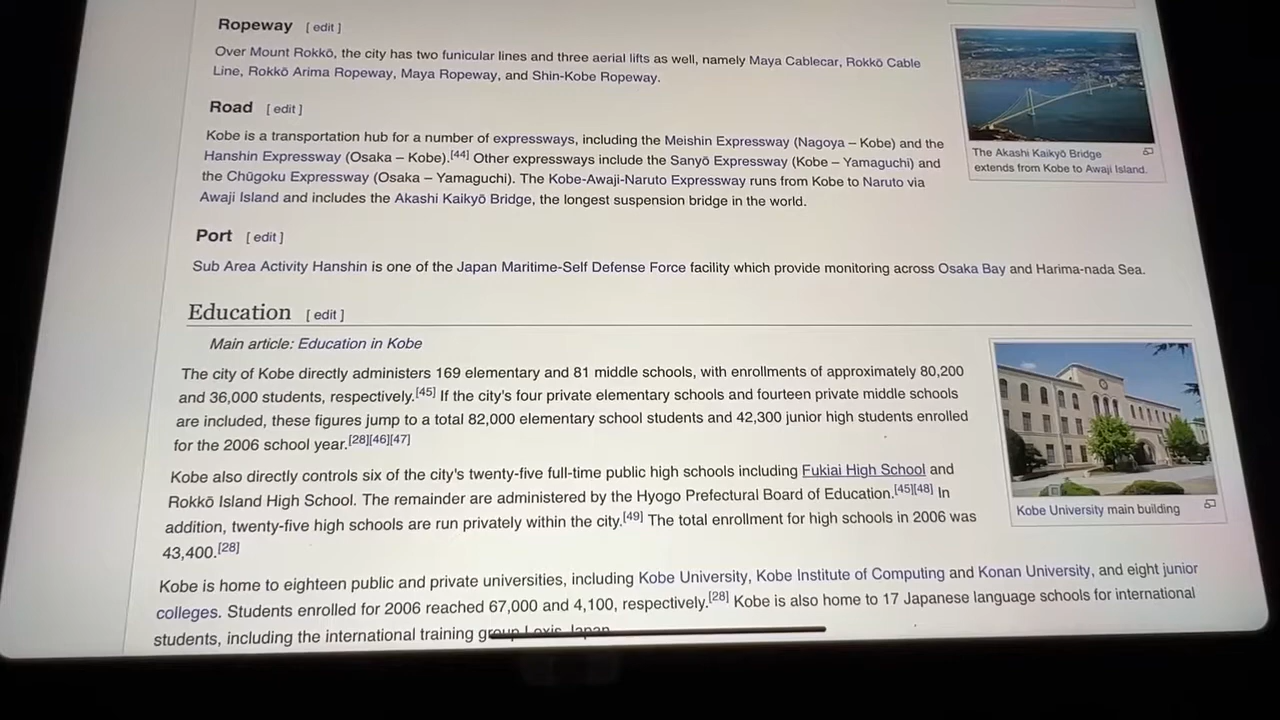 Ropeway [ edit ]
Over Mount Rokkō, the city has two funicular lines and three aerial lifts as well, namely Maya Cablecar, Rokkō Cable
Line, Rokkō Arima Ropeway, Maya Ropeway, and Shin-Kobe Ropeway.
The Akashi Kaikyō Bridge
extends from Kobe to Awaji Island.
Road [ edit ]
Kobe is a transportation hub for a number of expressways, including the Meishin Expressway (Nagoya – Kobe) and the
Hanshin Expressway (Osaka – Kobe).[44] Other expressways include the Sanyō Expressway (Kobe – Yamaguchi) and
the Chūgoku Expressway (Osaka – Yamaguchi). The Kobe-Awaji-Naruto Expressway runs from Kobe to Naruto via
Awaji Island and includes the Akashi Kaikyō Bridge, the longest suspension bridge in the world.
Port [ edit ]
Sub Area Activity Hanshin is one of the Japan Maritime-Self Defense Force facility which provide monitoring across Osaka Bay and Harima-nada Sea.
Education [ edit ]
Main article: Education in Kobe
The city of Kobe directly administers 169 elementary and 81 middle schools, with enrollments of approximately 80,200
and 36,000 students, respectively.[45] If the city's four private elementary schools and fourteen private middle schools
are included, these figures jump to a total 82,000 elementary school students and 42,300 junior high students enrolled
for the 2006 school year.[28][46][47]
Kobe also directly controls six of the city's twenty-five full-time public high schools including Fukiai High School and
Rokkō Island High School. The remainder are administered by the Hyogo Prefectural Board of Education.[45][48] In
addition, twenty-five high schools are run privately within the city.[49] The total enrollment for high schools in 2006 was
43,400.[28]
Kobe University main building
Kobe is home to eighteen public and private universities, including Kobe University, Kobe Institute of Computing and Konan University, and eight junior
colleges. Students enrolled for 2006 reached 67,000 and 4,100, respectively.[28] Kobe is also home to 17 Japanese language schools for international
students, including the international training group Lexis Japan.